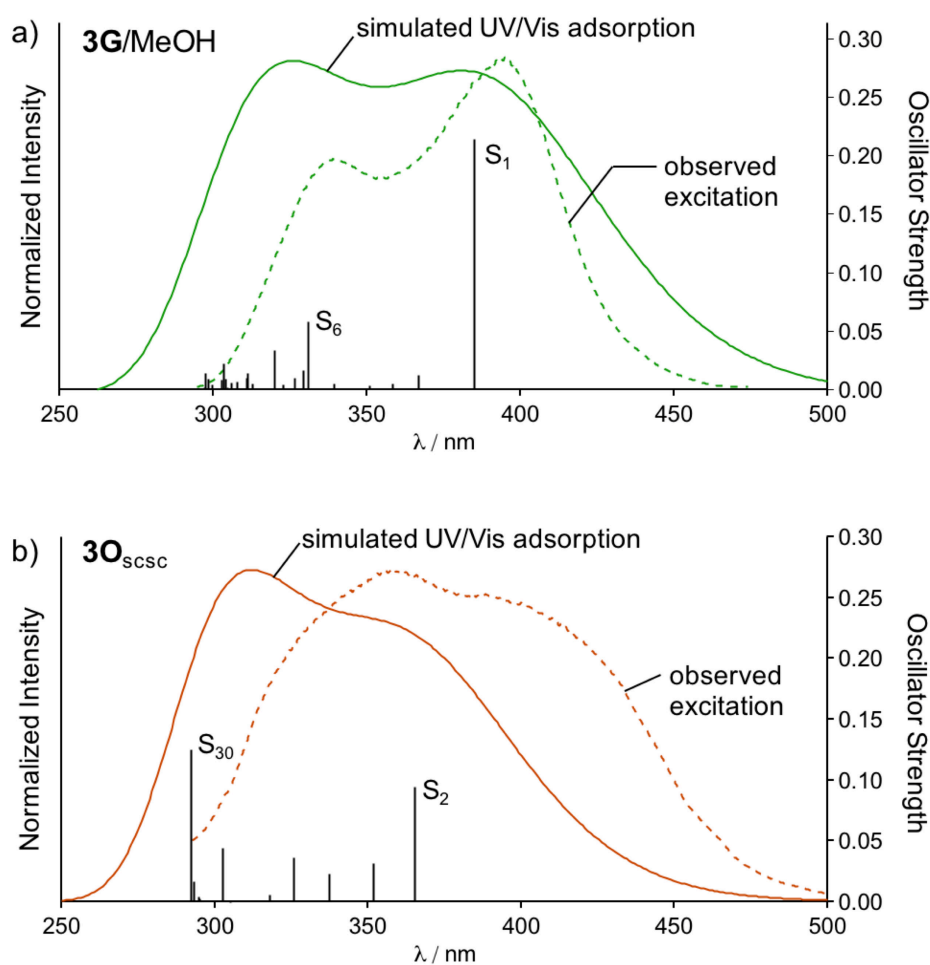 a) 3G/MeOH
simulated UV/Vis adsorption
S1
S6
observed
excitation
Normalized Intensity
Oscillator Strength
0.30
0.25
0.20
0.15
0.10
0.05
0.00
250 300 350 400 450 500
λ / nm
b) 3Oscsc
simulated UV/Vis adsorption
observed
excitation
S30
S2
Normalized Intensity
Oscillator Strength
0.30
0.25
0.20
0.15
0.10
0.05
0.00
250 300 350 400 450 500
λ / nm